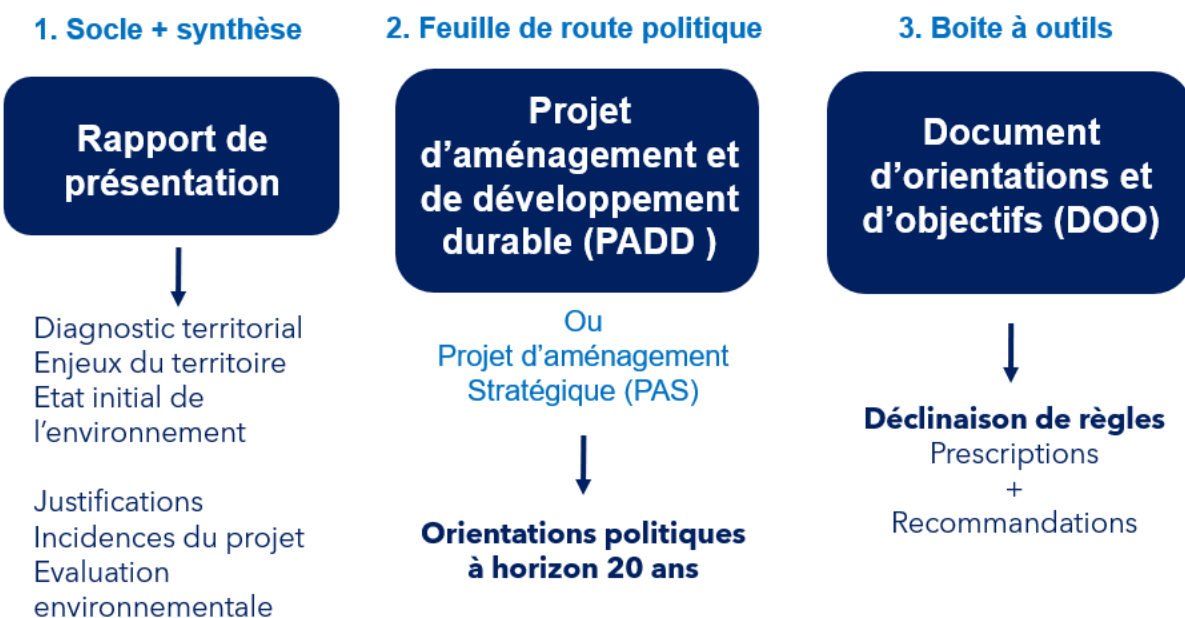 1. Socle + synthèse
Rapport de
présentation
Diagnostic territorial
Enjeux du territoire
Etat initial de
l'environnement
Justifications
Incidences du projet
Evaluation
environnementale
2. Feuille de route politique
Projet
d'aménagement et
de développement
durable (PADD )
Ou
Projet d'aménagement
Stratégique (PAS)
Orientations politiques
à horizon 20 ans
3. Boite à outils
Document
d'orientations et
d'objectifs (DOO)
Déclinaison de règles
Prescriptions
+
Recommandations